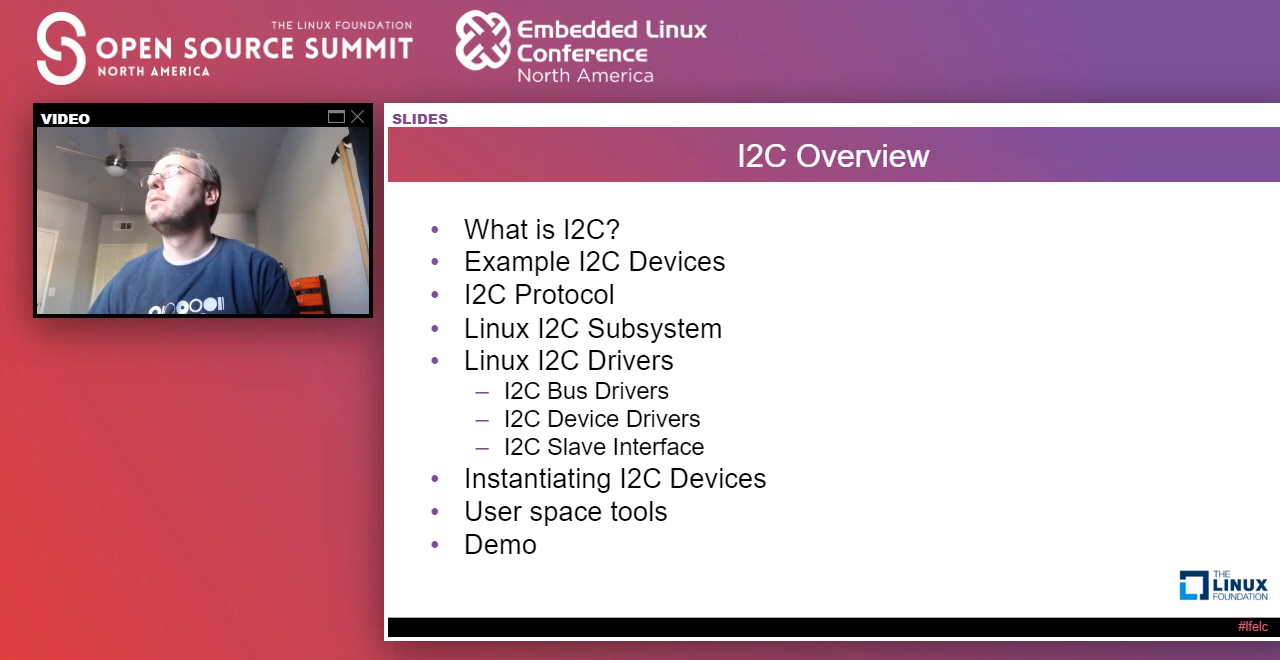 THE LINUX FOUNDATION
OPEN SOURCE SUMMIT
NORTH AMERICA
Embedded Linux
Conference
North America
VIDEO
SLIDES
I2C Overview
• What is I2C?
• Example I2C Devices
• I2C Protocol
• Linux I2C Subsystem
• Linux I2C Drivers
– I2C Bus Drivers
– I2C Device Drivers
– I2C Slave Interface
• Instantiating I2C Devices
• User space tools
• Demo
THE
LINUX
FOUNDATION
#lfelc